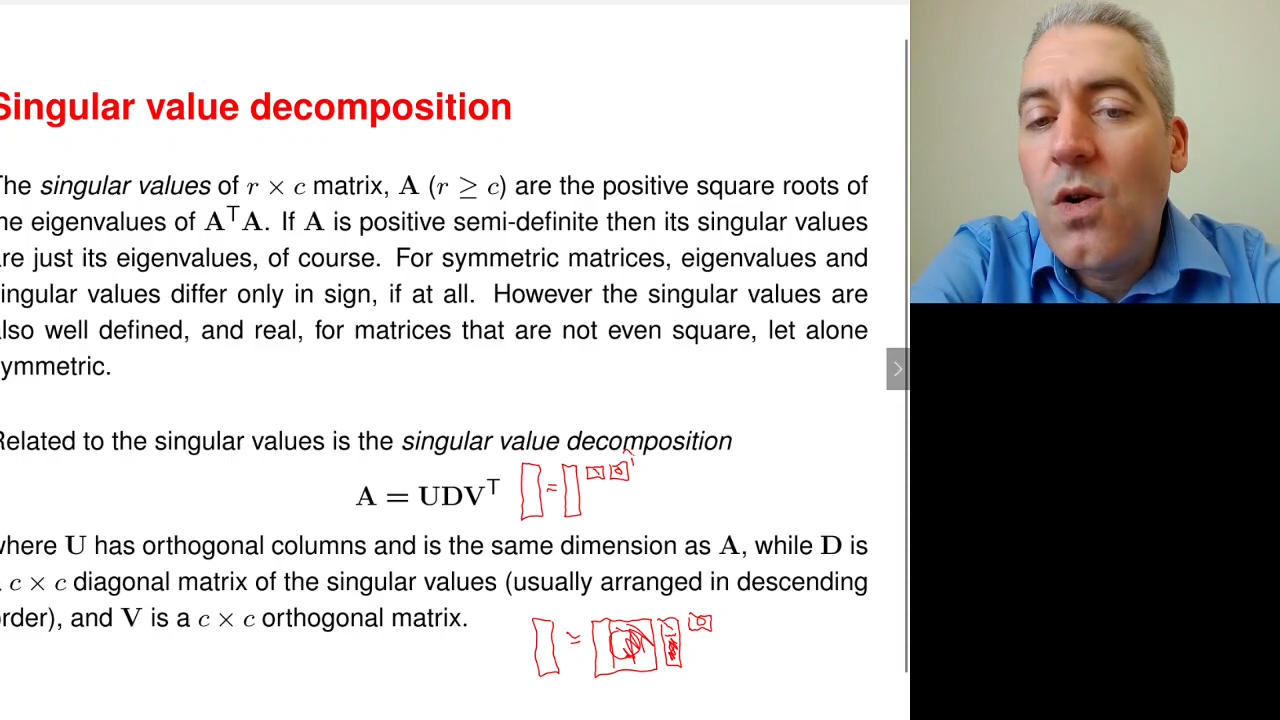 Singular value decomposition
The singular values of r × c matrix, A (r ≥ c) are the positive square roots of
he eigenvalues of AᵀA. If A is positive semi-definite then its singular values
re just its eigenvalues, of course. For symmetric matrices, eigenvalues and
ingular values differ only in sign, if at all. However the singular values are
lso well defined, and real, for matrices that are not even square, let alone
ymmetric.
Related to the singular values is the singular value decomposition
A = UDVᵀ
where U has orthogonal columns and is the same dimension as A, while D is
c × c diagonal matrix of the singular values (usually arranged in descending
order), and V is a c × c orthogonal matrix.